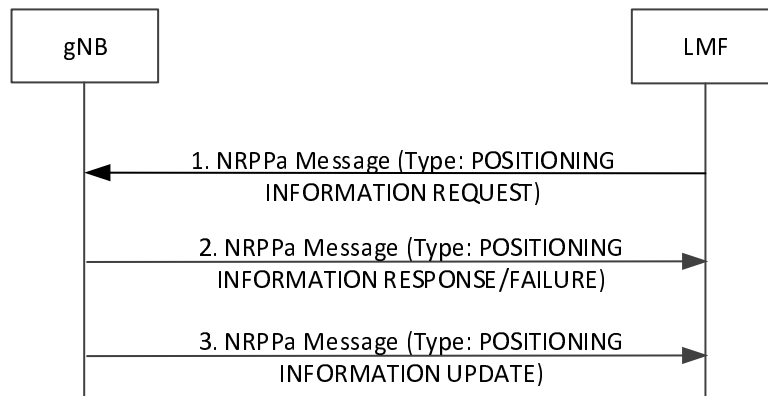 gNB
LMF
1. NRPPa Message (Type: POSITIONING
INFORMATION REQUEST)
2. NRPPa Message (Type: POSITIONING
INFORMATION RESPONSE/FAILURE)
3. NRPPa Message (Type: POSITIONING
INFORMATION UPDATE)